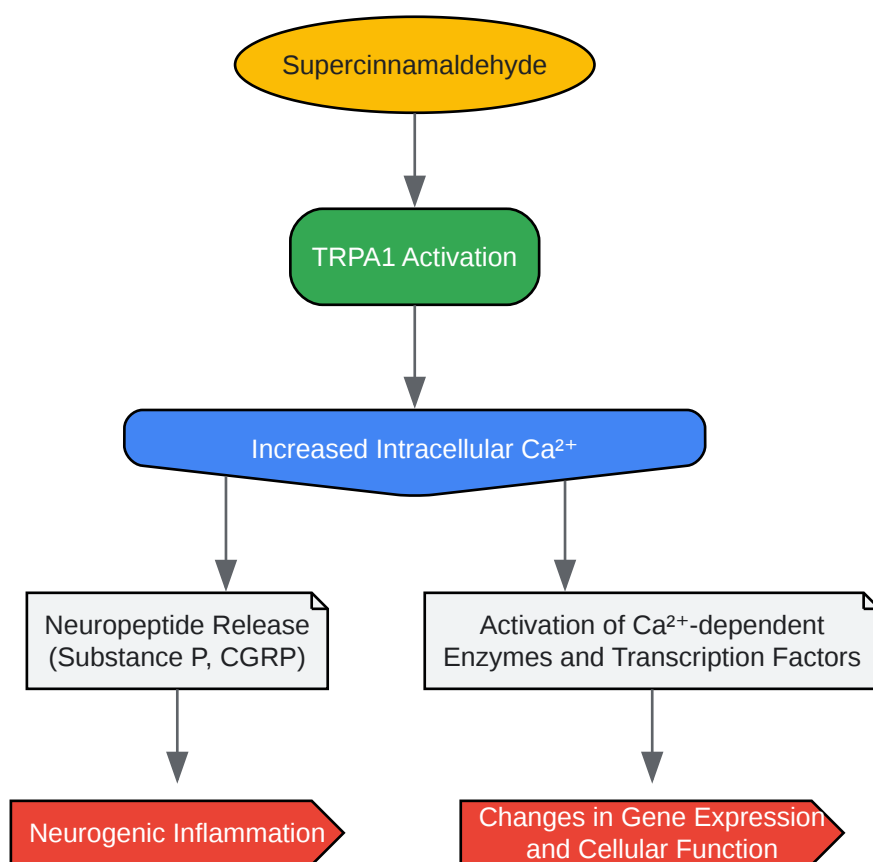 Supercinnamaldehyde
TRPA1 Activation
Increased Intracellular Ca²⁺
Neuropeptide Release
(Substance P, CGRP)
Activation of Ca²⁺-dependent
Enzymes and Transcription Factors
Neurogenic Inflammation
Changes in Gene Expression
and Cellular Function